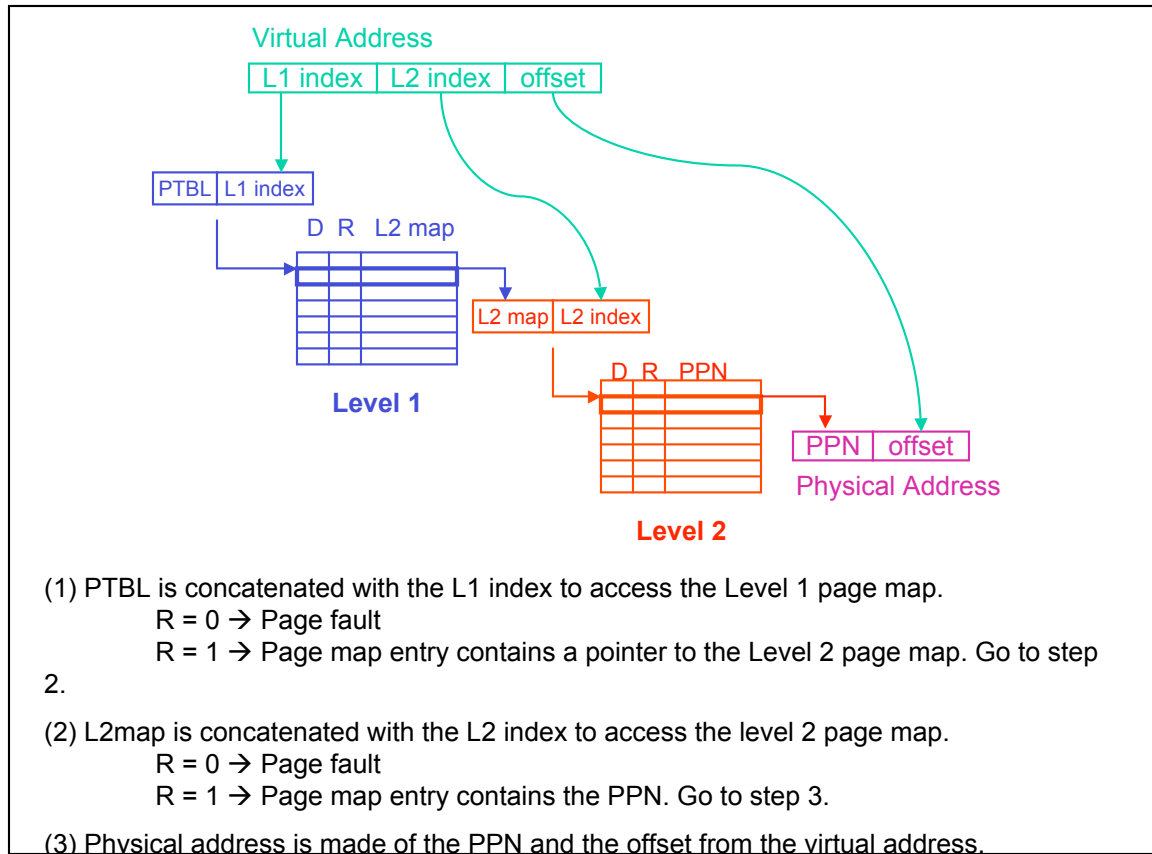 Virtual Address
L1 index L2 index offset
PTBL L1 index
D R L2 map
L2 map L2 index
Level 1
D R PPN
PPN offset
Physical Address
Level 2
(1) PTBL is concatenated with the L1 index to access the Level 1 page map.
R = 0 → Page fault
R = 1 → Page map entry contains a pointer to the Level 2 page map. Go to step
2.
(2) L2map is concatenated with the L2 index to access the level 2 page map.
R = 0 → Page fault
R = 1 → Page map entry contains the PPN. Go to step 3.
(3) Physical address is made of the PPN and the offset from the virtual address.